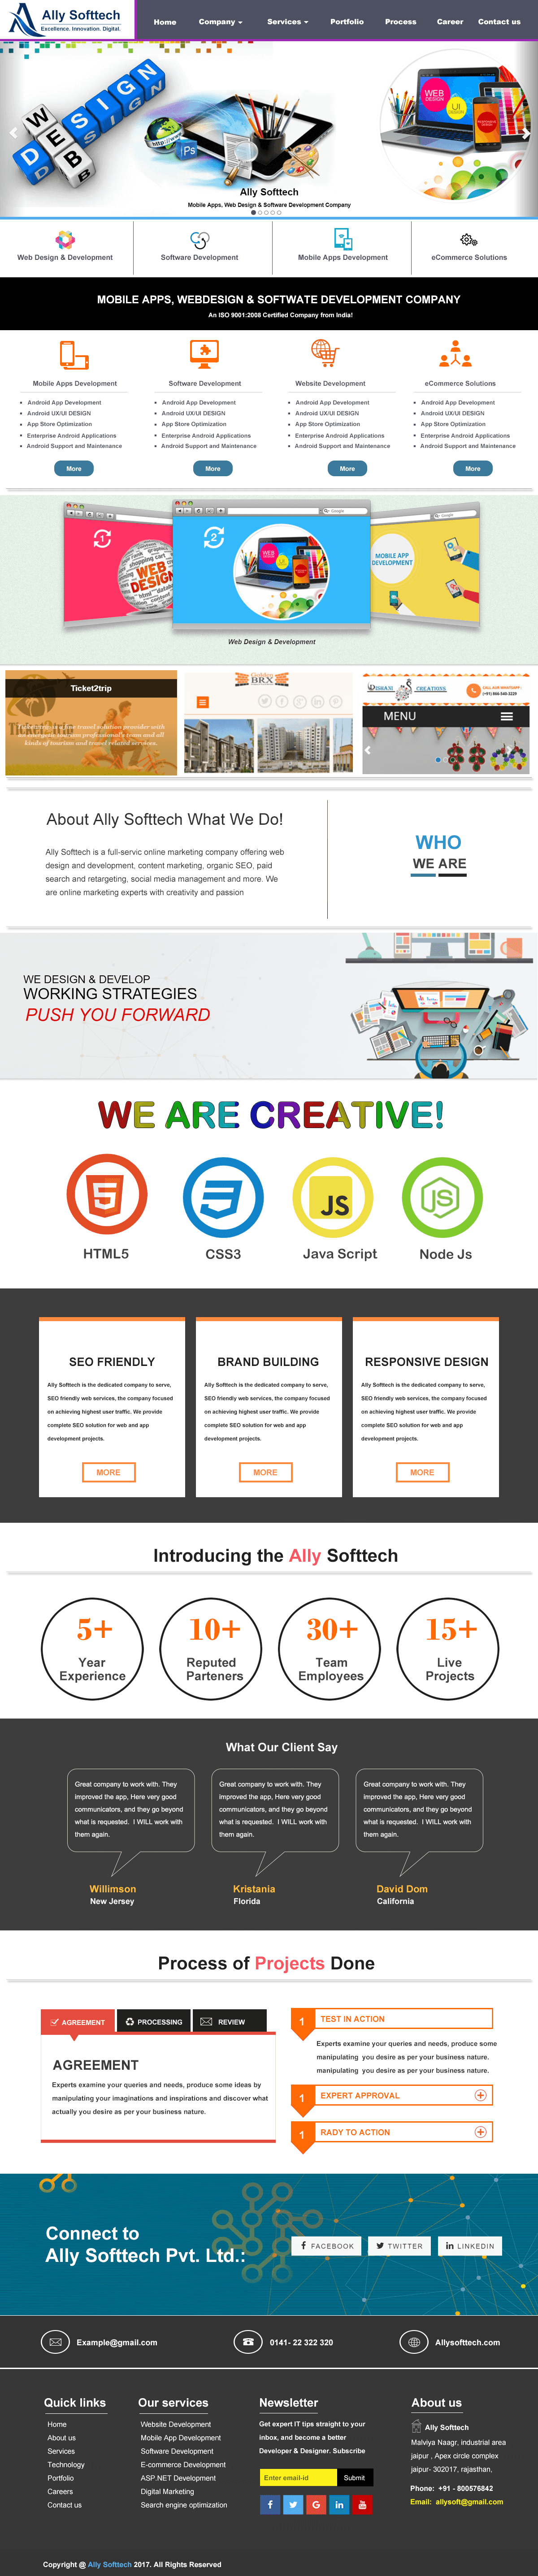 Ally Softtech
Excellence. Innovation. Digital.
Home Company Services Portfolio Process Career Contact us
WEB DESIGN
UI DESIGN
Ps
Ally Softtech
Mobile Apps, Web Design & Software Development Company
Web Design & Development Software Development Mobile Apps Development eCommerce Solutions
MOBILE APPS, WEBDESIGN & SOFTWATE DEVELOPMENT COMPANY
An ISO 9001:2008 Certified Company from India!
Mobile Apps Development Software Development Website Development eCommerce Solutions
Android App Development Android App Development Android App Development Android App Development
Android UX/UI DESIGN Android UX/UI DESIGN Android UX/UI DESIGN Android UX/UI DESIGN
App Store Optimization App Store Optimization App Store Optimization App Store Optimization
Enterprise Android Applications Enterprise Android Applications Enterprise Android Applications Enterprise Android Applications
Android Support and Maintenance Android Support and Maintenance Android Support and Maintenance Android Support and Maintenance
More More More More
1 2
WEB DESIGN
MOBILE APP
DEVELOPMENT
Web Design & Development
Ticket2trip
BRX
CREATIONS
MENU
About Ally Softtech What We Do!
Ally Softtech is a full-servic online marketing company offering web
design and development, content marketing, organic SEO, paid
search and retargeting, social media management and more. We
are online marketing experts with creativity and passion
WHO
WE ARE
WE DESIGN & DEVELOP
WORKING STRATEGIES
PUSH YOU FORWARD
WE ARE CREATIVE!
JS JS
HTML5 CSS3 Java Script Node Js
SEO FRIENDLY BRAND BUILDING RESPONSIVE DESIGN
Ally Softtech is the dedicated company to serve, Ally Softtech is the dedicated company to serve, Ally Softtech is the dedicated company to serve,
SEO friendly web services, the company focused SEO friendly web services, the company focused SEO friendly web services, the company focused
on achieving highest user traffic. We provide on achieving highest user traffic. We provide on achieving highest user traffic. We provide
complete SEO solution for web and app complete SEO solution for web and app complete SEO solution for web and app
development projects. development projects. development projects.
MORE MORE MORE
Introducing the Ally Softtech
5+ 10+ 30+ 15+
Year Reputed Team Live
Experience Parteners Employees Projects
What Our Client Say
Great company to work with. They Great company to work with. They Great company to work with. They
improved the app, Here very good improved the app, Here very good improved the app, Here very good
communicators, and they go beyond communicators, and they go beyond communicators, and they go beyond
what is requested. I WILL work with what is requested. I WILL work with what is requested. I WILL work with
them again. them again. them again.
Willimson Kristania David Dom
New Jersey Florida California
Process of Projects Done
AGREEMENT PROCESSING REVIEW
AGREEMENT
Experts examine your queries and needs, produce some ideas by
manipulating your imaginations and inspirations and discover what
actually you desire as per your business nature.
1 TEST IN ACTION
Experts examine your queries and needs, produce some
manipulating you desire as per your business nature.
manipulating you desire as per your business nature.
1 EXPERT APPROVAL
1 RADY TO ACTION
Connect to
Ally Softtech Pvt. Ltd.:
FACEBOOK TWITTER LINKEDIN
Example@gmail.com 0141- 22 322 320 Allysofttech.com
Quick links
Home
About us
Services
Technology
Portfolio
Careers
Contact us
Our services
Website Development
Mobile App Development
Software Development
E-commerce Development
ASP.NET Development
Digital Marketing
Search engine optimization
Newsletter
Get expert IT tips straight to your
inbox, and become a better
Developer & Designer. Subscribe
Enter email-id Submit
About us
Ally Softtech
Malviya Naagr, industrial area
jaipur , Apex circle complex
jaipur- 302017, rajasthan,
Phone: +91 - 800576842
Email: allysoft@gmail.com
Copyright @ Ally Softtech 2017. All Rights Reserved